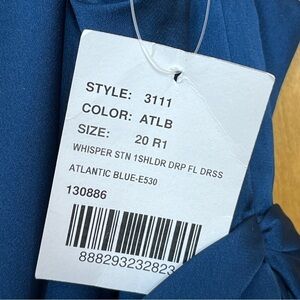 STYLE: 3111
COLOR: ATLB
SIZE: 20 R1
WHISPER STN 1SHLDR DRP FL DRSS
ATLANTIC BLUE-E530
130886
888293232823